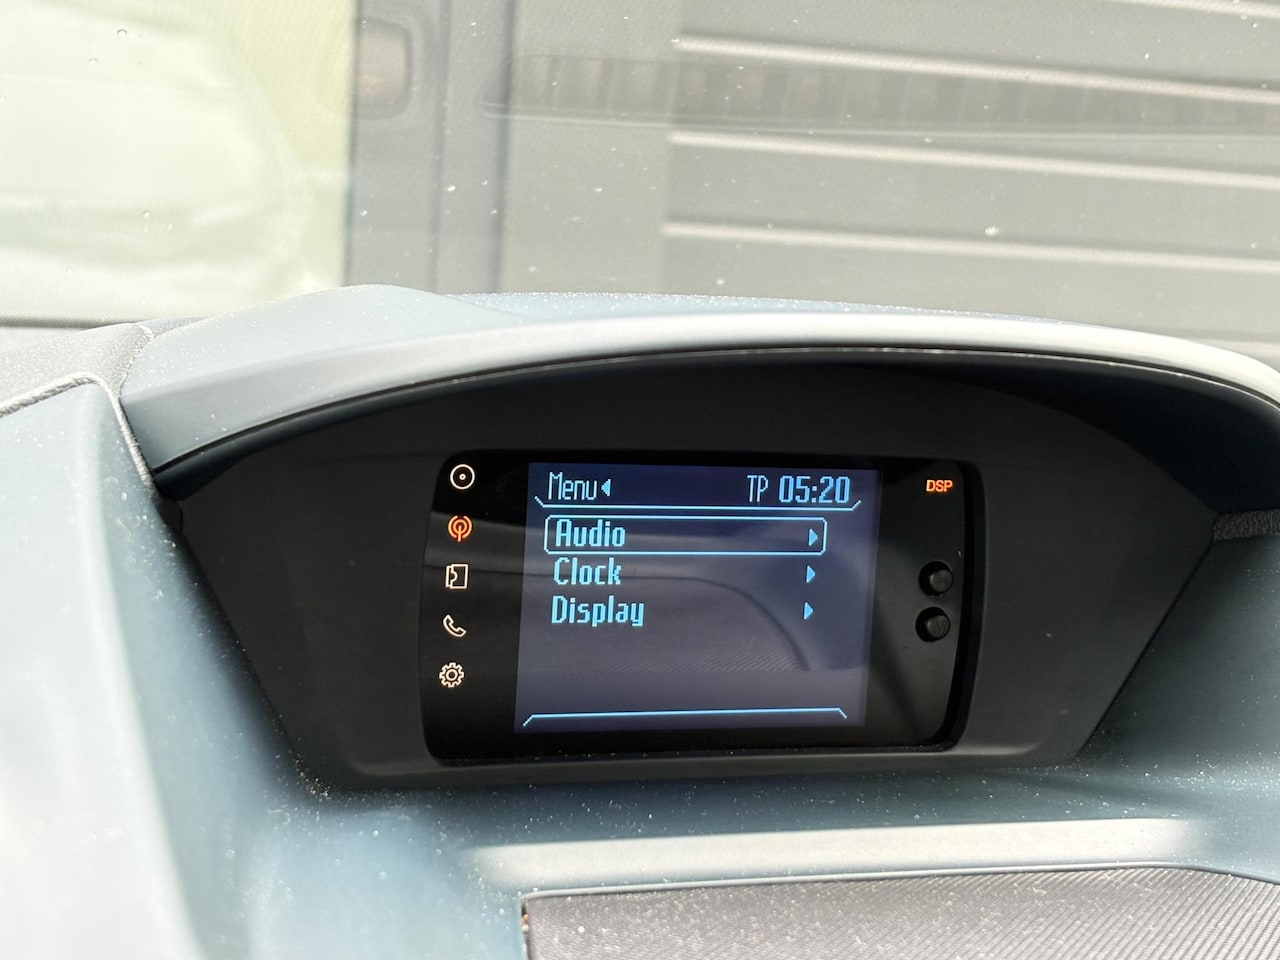 Menu TP 05:20
DSP
Audio
Clock
Display